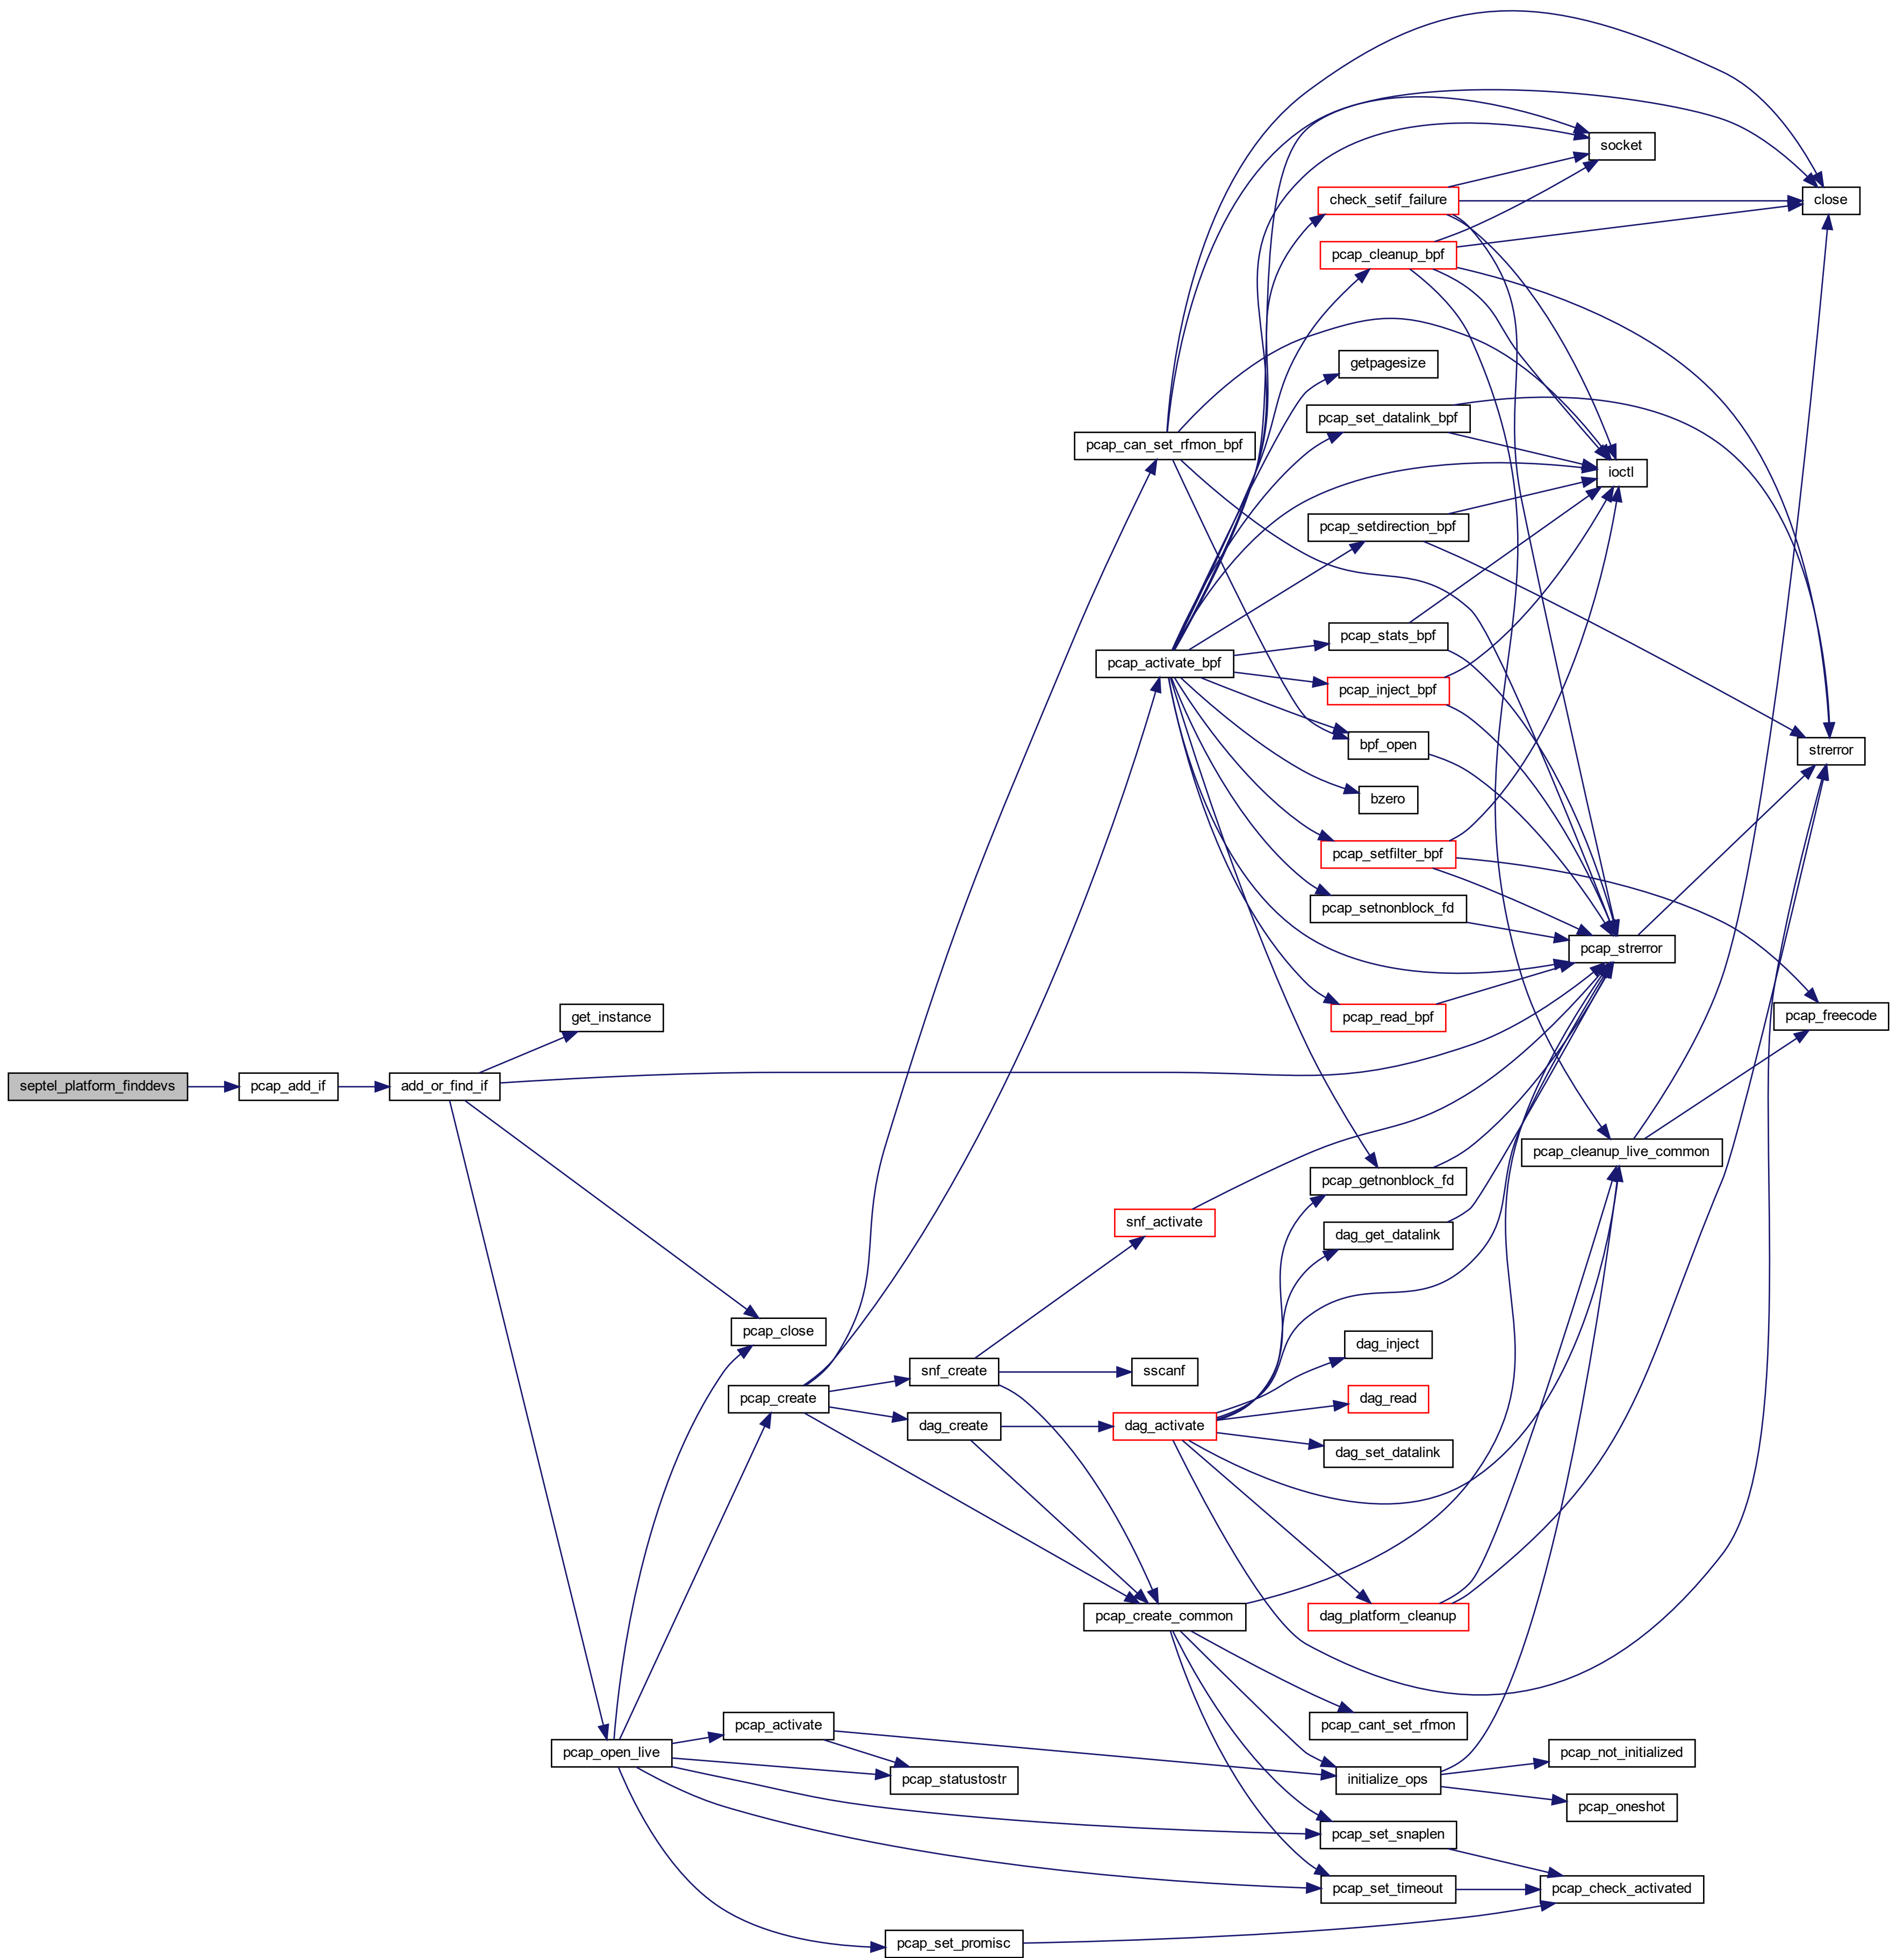 socket
check_setif_failure
close
pcap_cleanup_bpf
getpagesize
pcap_set_datalink_bpf
pcap_can_set_rfmon_bpf
ioctl
pcap_setdirection_bpf
pcap_stats_bpf
pcap_activate_bpf
pcap_inject_bpf
bpf_open
strerror
bzero
pcap_setfilter_bpf
pcap_setnonblock_fd
pcap_strerror
get_instance
pcap_read_bpf
pcap_freecode
septel_platform_finddevs
pcap_add_if
add_or_find_if
pcap_cleanup_live_common
pcap_getnonblock_fd
snf_activate
dag_get_datalink
pcap_close
dag_inject
snf_create
sscanf
pcap_create
dag_read
dag_create
dag_activate
dag_set_datalink
pcap_create_common
dag_platform_cleanup
pcap_activate
pcap_cant_set_rfmon
pcap_open_live
pcap_not_initialized
pcap_statustostr
initialize_ops
pcap_oneshot
pcap_set_snaplen
pcap_set_timeout
pcap_check_activated
pcap_set_promisc